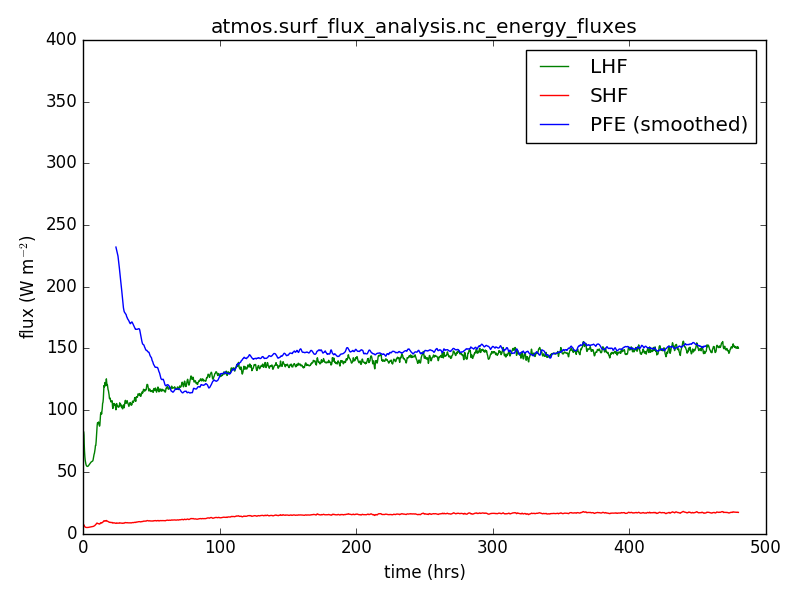 atmos.surf_flux_analysis.nc_energy_fluxes
400
350
300
250
200
150
100
50
0
flux (W m⁻²)
LHF
SHF
PFE (smoothed)
0 100 200 300 400 500
time (hrs)